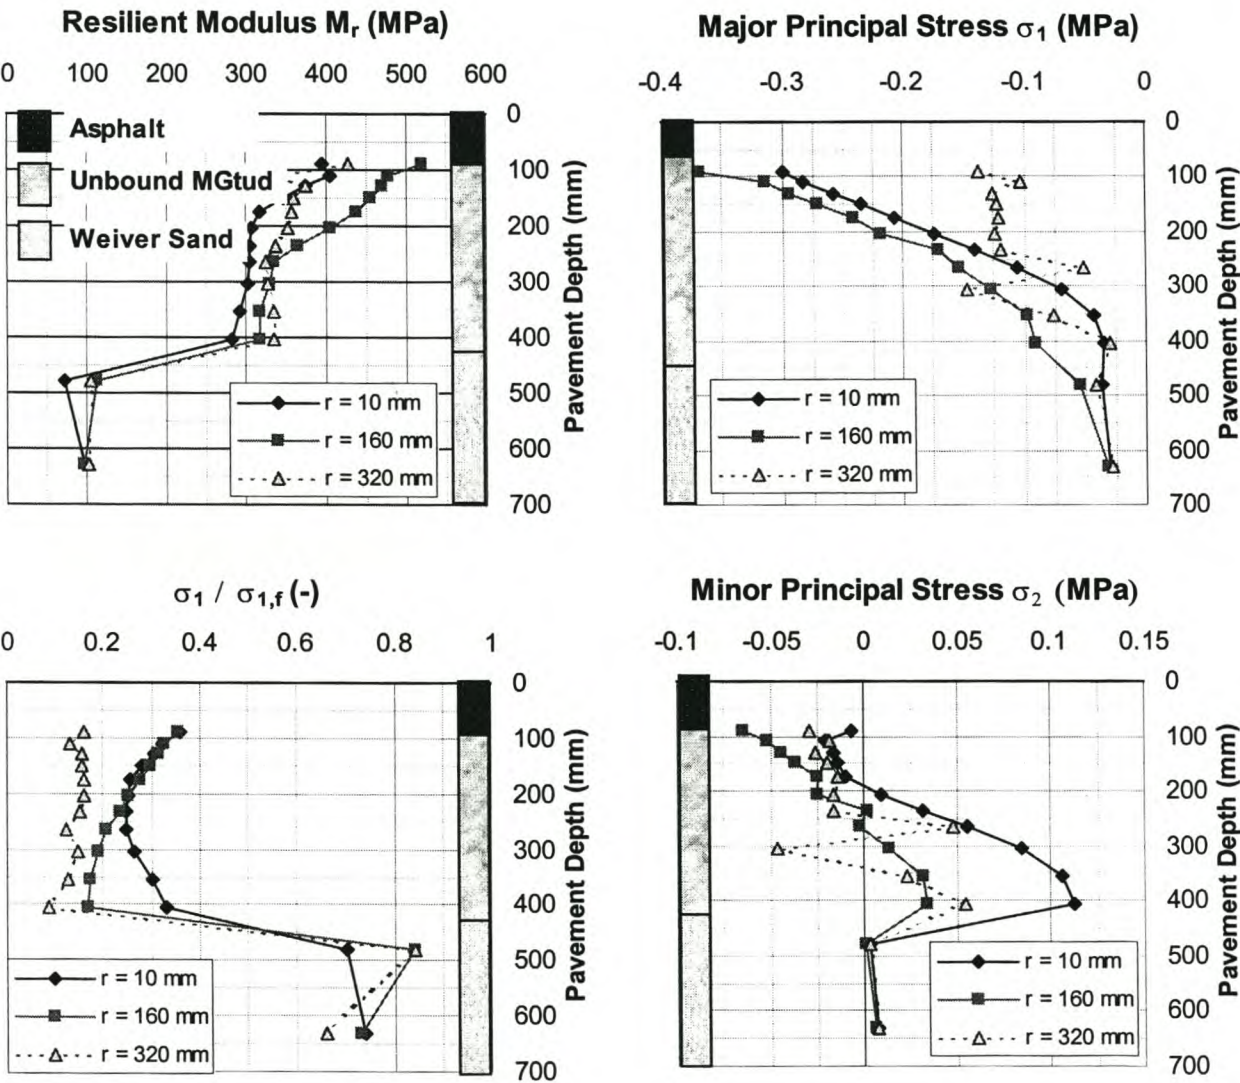 Resilient Modulus Mr (MPa)
0 100 200 300 400 500 600
Asphalt
Unbound MGtud
Weiver Sand
0
100
200
300
400
500
600
700
Pavement Depth (mm)
r = 10 mm
r = 160 mm
r = 320 mm
Major Principal Stress σ1 (MPa)
-0.4 -0.3 -0.2 -0.1 0
0
100
200
300
400
500
600
700
Pavement Depth (mm)
r = 10 mm
r = 160 mm
r = 320 mm
σ1 / σ1,f (-)
0 0.2 0.4 0.6 0.8 1
0
100
200
300
400
500
600
700
Pavement Depth (mm)
r = 10 mm
r = 160 mm
r = 320 mm
Minor Principal Stress σ2 (MPa)
-0.1 -0.05 0 0.05 0.1 0.15
0
100
200
300
400
500
600
700
Pavement Depth (mm)
r = 10 mm
r = 160 mm
r = 320 mm